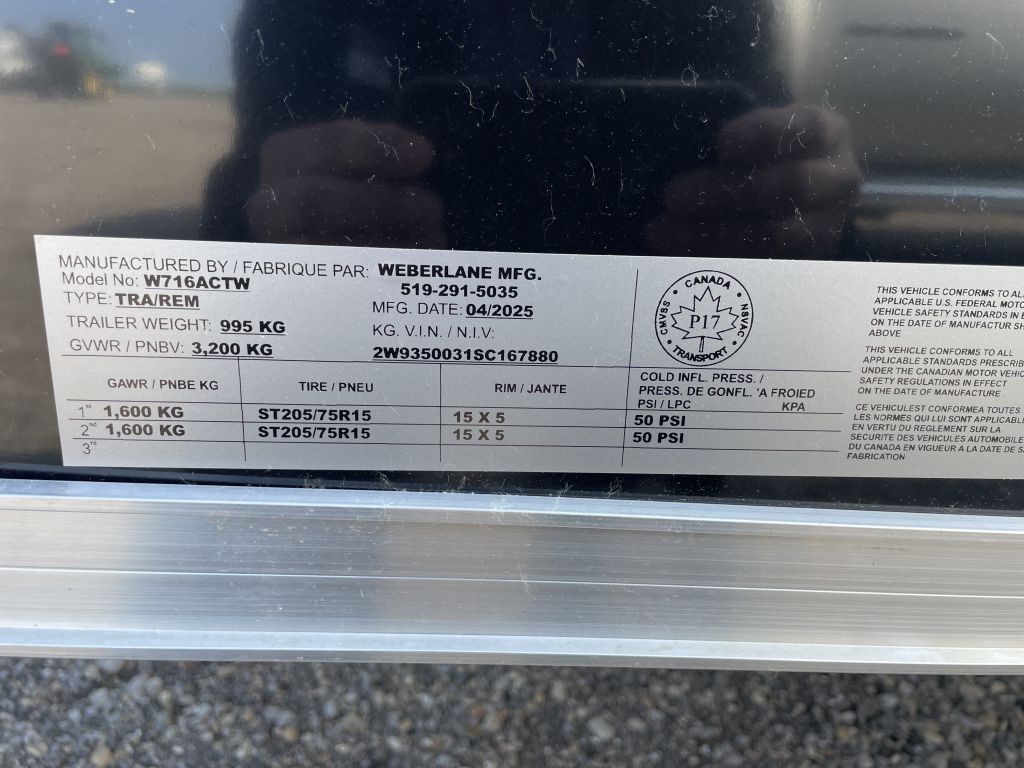 MANUFACTURED BY / FABRIQUE PAR: WEBERLANE MFG.
Model No: W716ACTW
519-291-5035
TYPE: TRA/REM
MFG. DATE: 04/2025
TRAILER WEIGHT: 995 KG
KG. V.I.N. / N.I.V:
GVWR / PNBV: 3,200 KG
2W9350031SC167880
CANADA
CMVSS
NSVAC
P17
TRANSPORT
GAWR / PNBE KG
TIRE / PNEU
RIM / JANTE
COLD INFL. PRESS. /
PRESS. DE GONFL. 'A FROIED
PSI / LPC KPA
1st 1,600 KG ST205/75R15 15 X 5 50 PSI
2nd 1,600 KG ST205/75R15 15 X 5 50 PSI
3rd
THIS VEHICLE CONFORMS TO AL
APPLICABLE U.S. FEDERAL MOTO
VEHICLE SAFETY STANDARDS IN E
ON THE DATE OF MANUFACTUR SH
ABOVE
THIS VEHICLE CONFORMS TO ALL
APPLICABLE STANDARDS PRESCRIB
UNDER THE CANADIAN MOTOR VEHIC
SAFETY REGULATIONS IN EFFECT
ON THE DATE OF MANUFACTURE
CE VEHICULEST CONFORMEA TOUTES
LES NORMES QUI LUI SONT APPLICABLE
EN VERTU DU REGLEMENT SUR LA
SECURITE DES VEHICULES AUTOMOBILE
DU CANADA EN VIGUEUR A LA DATE DE S
FABRICATION